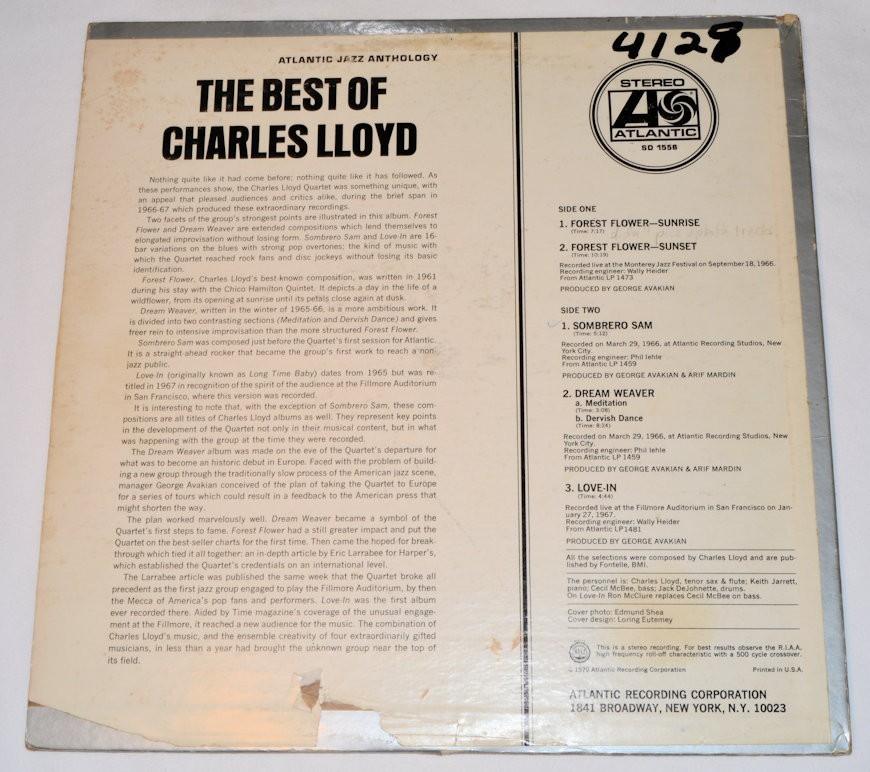 4128
ATLANTIC JAZZ ANTHOLOGY
THE BEST OF
CHARLES LLOYD
Nothing quite like it had come before; nothing quite like it has followed. As
these performances show, the Charles Lloyd Quartet was something unique, with
an appeal that pleased audiences and critics alike, during the brief span in
1966-67 which produced these extraordinary recordings.
Two facets of the group's strongest points are illustrated in this album. Forest
Flower and Dream Weaver are extended compositions which lend themselves to
elongated improvisation without losing form. Sombrero Sam and Love-In are 16-
bar variations on the blues with strong pop overtones; the kind of music with
which the Quartet reached rock fans and disc jockeys without losing its basic
identification.
Forest Flower, Charles Lloyd's best-known composition, was written in 1961
during his stay with the Chico Hamilton Quintet. It depicts a day in the life of a
wildflower, from its opening at sunrise until its petals close again at dusk.
Dream Weaver, written in the winter of 1965-66, is a more ambitious work. It
is divided into two contrasting sections (Meditation and Dervish Dance) and gives
freer rein to intensive improvisation than the more structured Forest Flower.
Sombrero Sam was composed just before the Quartet's first session for Atlantic.
It is a straight-ahead rocker that became the group's first work to reach a non-
jazz public.
Love-In (originally known as Long Time Baby) dates from 1965 but was re-
titled in 1967 in recognition of the spirit of the audience at the Fillmore Auditorium
in San Francisco, where this version was recorded.
It is interesting to note that, with the exception of Sombrero Sam, these com-
positions are all titles of Charles Lloyd albums as well. They represent key points
in the development of the Quartet not only in their musical content, but in what
was happening with the group at the time they were recorded.
The Dream Weaver album was made on the eve of the Quartet's departure for
what was to become an historic debut in Europe. Faced with the problem of build-
ing a new group through the traditionally slow process of the American jazz scene,
manager George Avakian conceived of the plan of taking the Quartet to Europe
for a series of tours which could result in a feedback to the American press that
might shorten the way.
The plan worked marvelously well. Dream Weaver became a symbol of the
Quartet's first steps to fame. Forest Flower had a still greater impact and put the
Quartet on the best-seller charts for the first time. Then came the hoped-for break-
through which tied it all together: an in-depth article by Eric Larrabee for Harper's,
which established the Quartet's credentials on an international level.
The Larrabee article was published the same week that the Quartet broke all
precedent as the first jazz group engaged to play the Fillmore Auditorium, by then
the Mecca of America's pop fans and performers. Love-In was the first album
ever recorded there. Aided by Time magazine's coverage of the unusual engage-
ment at the Fillmore, it reached a new audience for the music. The combination of
Charles Lloyd's music, and the ensemble creativity of four extraordinarily gifted
musicians, in less than a year had brought the unknown group near the top of
its field.
STEREO
ATLANTIC
SD 1556
SIDE ONE
1. FOREST FLOWER—SUNRISE
(Time: 7:17)
2. FOREST FLOWER—SUNSET
(Time: 10:19)
Recorded live at the Monterey Jazz Festival on September 18, 1966.
Recording engineer: Wally Heider
From Atlantic LP 1473
PRODUCED BY GEORGE AVAKIAN
SIDE TWO
1. SOMBRERO SAM
(Time: 5:12)
Recorded on March 29, 1966, at Atlantic Recording Studios, New
York City.
Recording engineer: Phil Iehle
From Atlantic LP 1459
PRODUCED BY GEORGE AVAKIAN & ARIF MARDIN
2. DREAM WEAVER
a. Meditation
(Time: 3:08)
b. Dervish Dance
(Time: 8:24)
Recorded on March 29, 1966, at Atlantic Recording Studios, New
York City.
Recording engineer: Phil Iehle
From Atlantic LP 1459
PRODUCED BY GEORGE AVAKIAN & ARIF MARDIN
3. LOVE-IN
(Time: 4:44)
Recorded live at the Fillmore Auditorium in San Francisco on Jan-
uary 27, 1967.
Recording engineer: Wally Heider
From Atlantic LP1481
PRODUCED BY GEORGE AVAKIAN
All the selections were composed by Charles Lloyd and are pub-
lished by Fontelle, BMI.
The personnel is: Charles Lloyd, tenor sax & flute; Keith Jarrett,
piano; Cecil McBee, bass; Jack DeJohnette, drums.
On Love-In Ron McClure replaces Cecil McBee on bass.
Cover photo: Edmund Shea
Cover design: Loring Eutemey
This is a stereo recording. For best results observe the R.I.A.A.
high frequency roll-off characteristic with a 500 cycle crossover.
© 1970 Atlantic Recording Corporation Printed in U.S.A.
ATLANTIC RECORDING CORPORATION
1841 BROADWAY, NEW YORK, N.Y. 10023